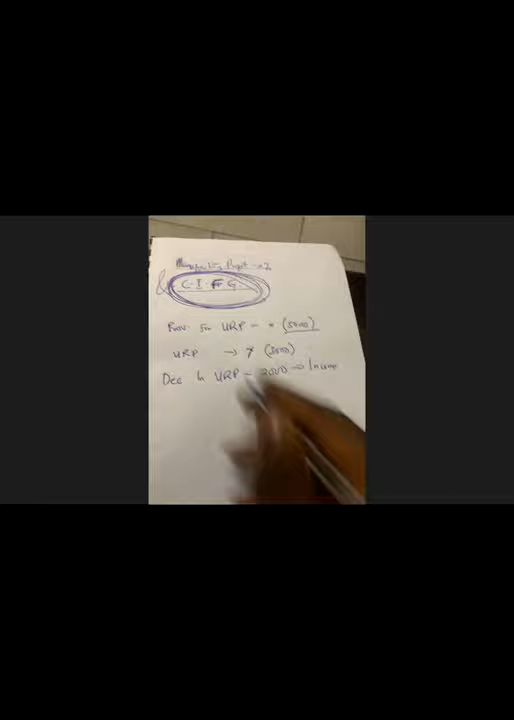 C.I.F.G.
Prov for URP - x (5000)
URP → y (3000)
Dec In URP - 2000 ⇒ Income